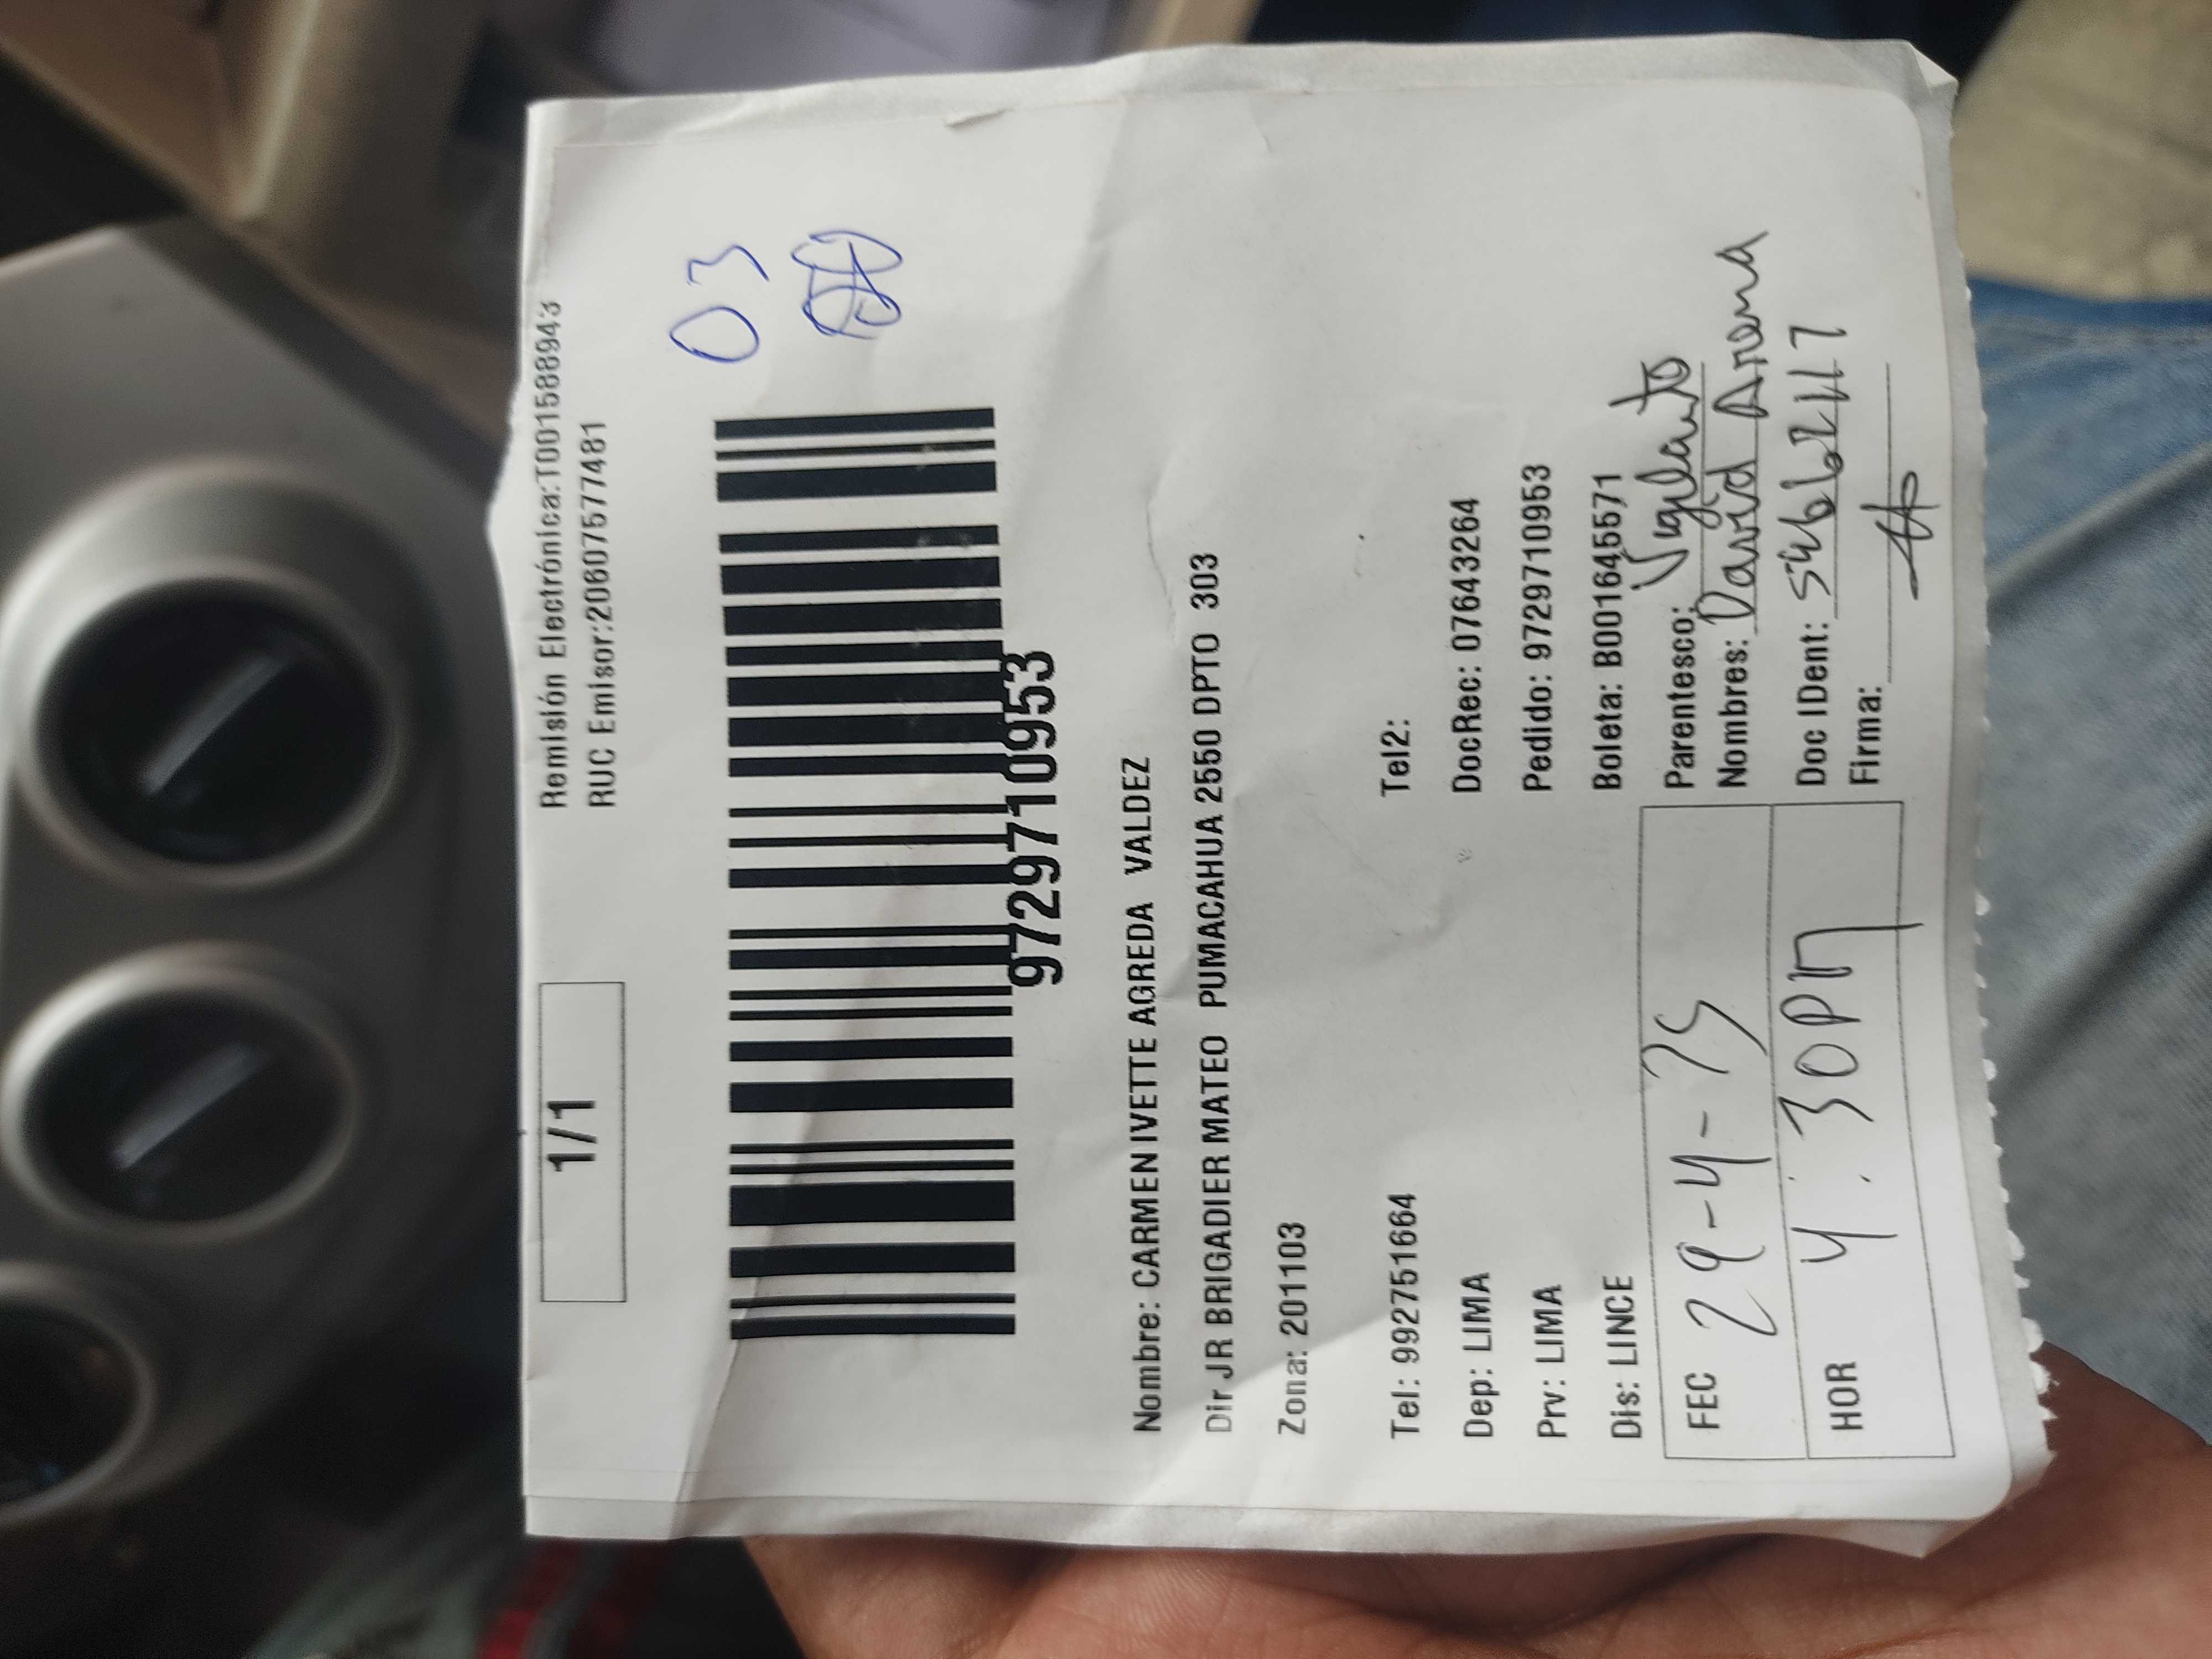 1/1
Remisión Electrónica:T001588943
RUC Emisor:20607577481
03
9729710953
Nombre: CARMEN IVETTE AGREDA VALDEZ
Dir JR BRIGADIER MATEO PUMACAHUA 2550 DPTO 303
Zona: 201103
Tel: 992751664 Tel2:
Dep: LIMA DocRec: 07643264
Prv: LIMA Pedido: 9729710953
Dis: LINCE Boleta: B001645571
FEC 29-4-25
Parentesco: Vigilante
Nombres: David Arema
HOR 4:30PM
Doc IDent:
Firma: